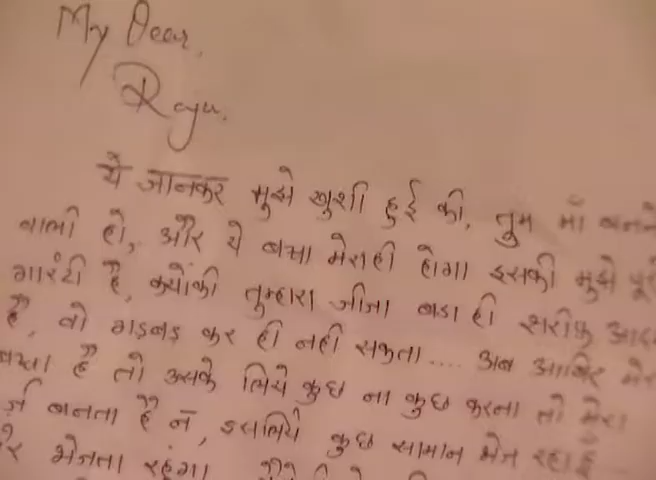 My Dear,
Raju.
ये जानकर मुझे खुशी हुई की, तुम माँ बनने
वाली हो, और ये बच्चा मेरा ही होगा इसकी मुझे पूरी
गारंटी है, क्योंकी तुम्हारा जीजा बडा ही शरीफ
है, वो गडबड कर ही नही सकता.... अब आखिर मेरा
है तो उसके लिये कुछ ना कुछ करना तो मेरा
बनता है न, इसलिये कुछ सामान भेज रहा हूँ
भेजता रहूंगा